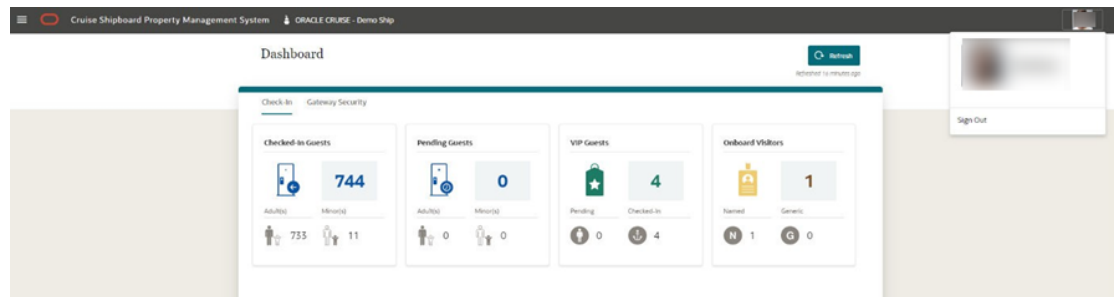 Cruise Shipboard Property Management System ORACLE CRUISE - Demo Ship
Dashboard
Refresh
Refreshed 16 minutes ago
Sign Out
Check-In Gateway Security
Checked-In Guests Pending Guests VIP Guests Onboard Visitors
744 0 4 1
Adult(s) Minor(s) Adult(s) Minor(s) Pending Checked-In Named Generic
733 11 0 0 0 4 N 1 G 0